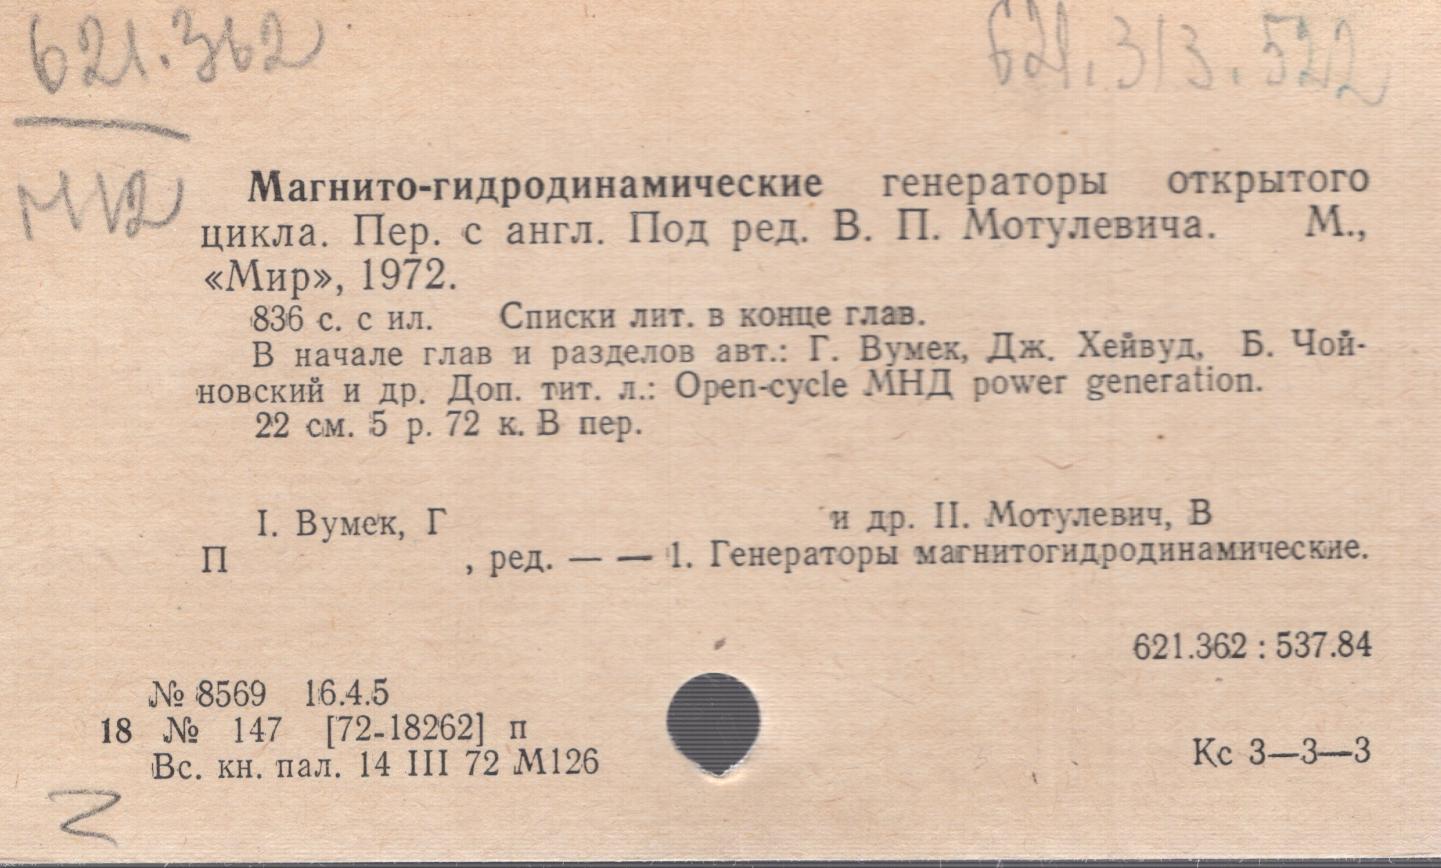 621.362 621.313.522
М12
Магнито-гидродинамические генераторы открытого
цикла. Пер. с англ. Под ред. В. П. Мотулевича. М.,
«Мир», 1972.
836 с. с ил. Списки лит. в конце глав.
В начале глав и разделов авт.: Г. Вумек, Дж. Хейвуд, Б. Чой-
новский и др. Доп. тит. л.: Open-cycle МНД power generation.
22 см. 5 р. 72 к. В пер.
I. Вумек, Г и др. II. Мотулевич, В
П , ред. — — 1. Генераторы магнитогидродинамические.
621.362 : 537.84
№ 8569 16.4.5
18 № 147 [72-18262] п
Вс. кн. пал. 14 III 72 М126
Кс 3—3—3